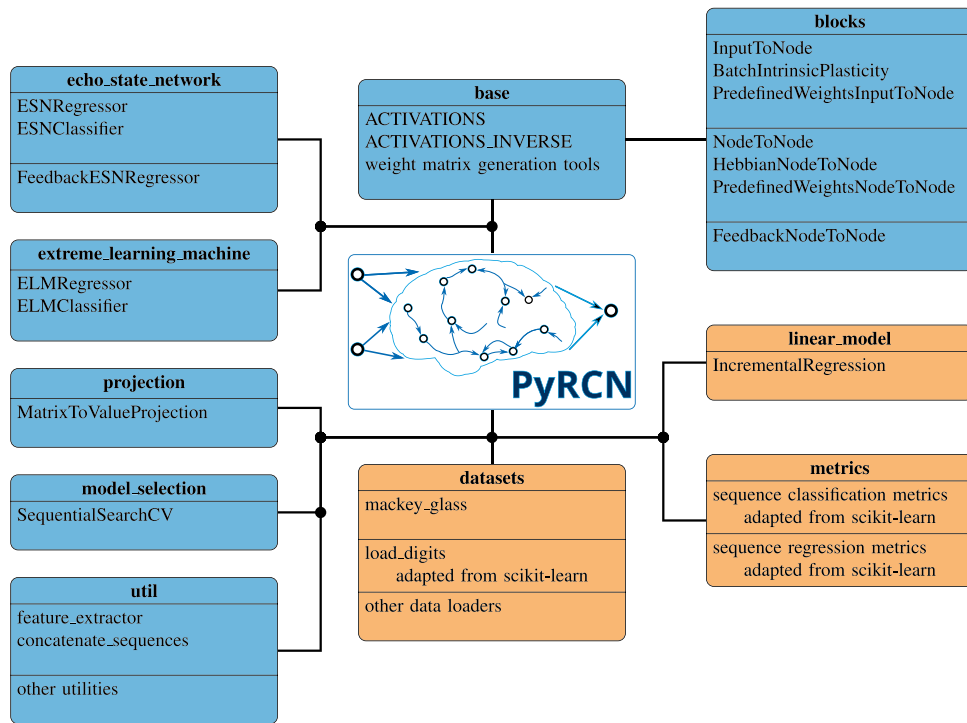 echo_state_network
ESNRegressor
ESNClassifier
FeedbackESNRegressor
extreme_learning_machine
ELMRegressor
ELMClassifier
projection
MatrixToValueProjection
model_selection
SequentialSearchCV
util
feature_extractor
concatenate_sequences
other utilities
base
ACTIVATIONS
ACTIVATIONS_INVERSE
weight matrix generation tools
PyRCN
datasets
mackey_glass
load_digits
adapted from scikit-learn
other data loaders
blocks
InputToNode
BatchIntrinsicPlasticity
PredefinedWeightsInputToNode
NodeToNode
HebbianNodeToNode
PredefinedWeightsNodeToNode
FeedbackNodeToNode
linear_model
IncrementalRegression
metrics
sequence classification metrics
adapted from scikit-learn
sequence regression metrics
adapted from scikit-learn